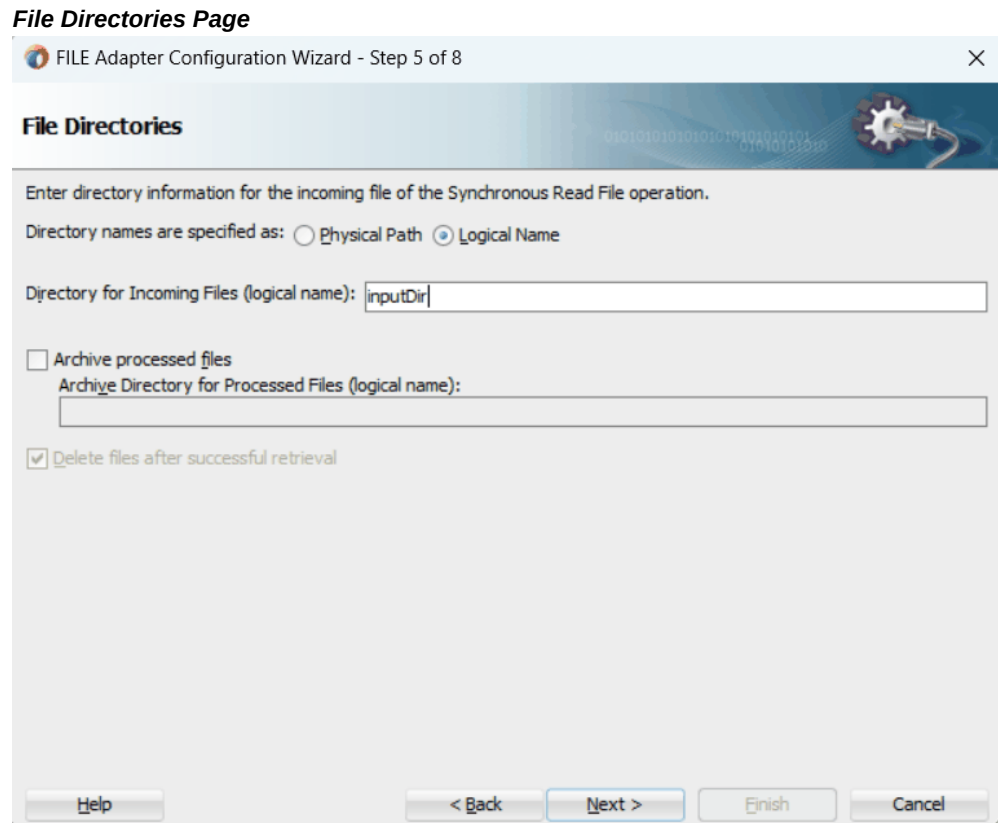 File Directories Page
FILE Adapter Configuration Wizard - Step 5 of 8
File Directories
Enter directory information for the incoming file of the Synchronous Read File operation.
Directory names are specified as: Physical Path Logical Name
Directory for Incoming Files (logical name): inputDir
Archive processed files
Archive Directory for Processed Files (logical name):
Delete files after successful retrieval
Help < Back Next > Finish Cancel